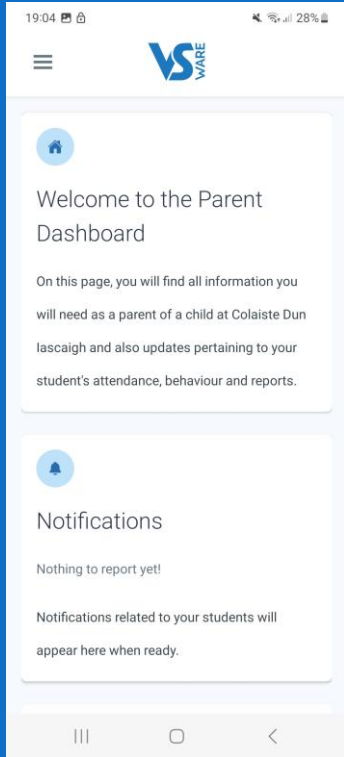 19:04 28%
VS
WARE
Welcome to the Parent
Dashboard
On this page, you will find all information you
will need as a parent of a child at Colaiste Dun
Iascaigh and also updates pertaining to your
student's attendance, behaviour and reports.
Notifications
Nothing to report yet!
Notifications related to your students will
appear here when ready.